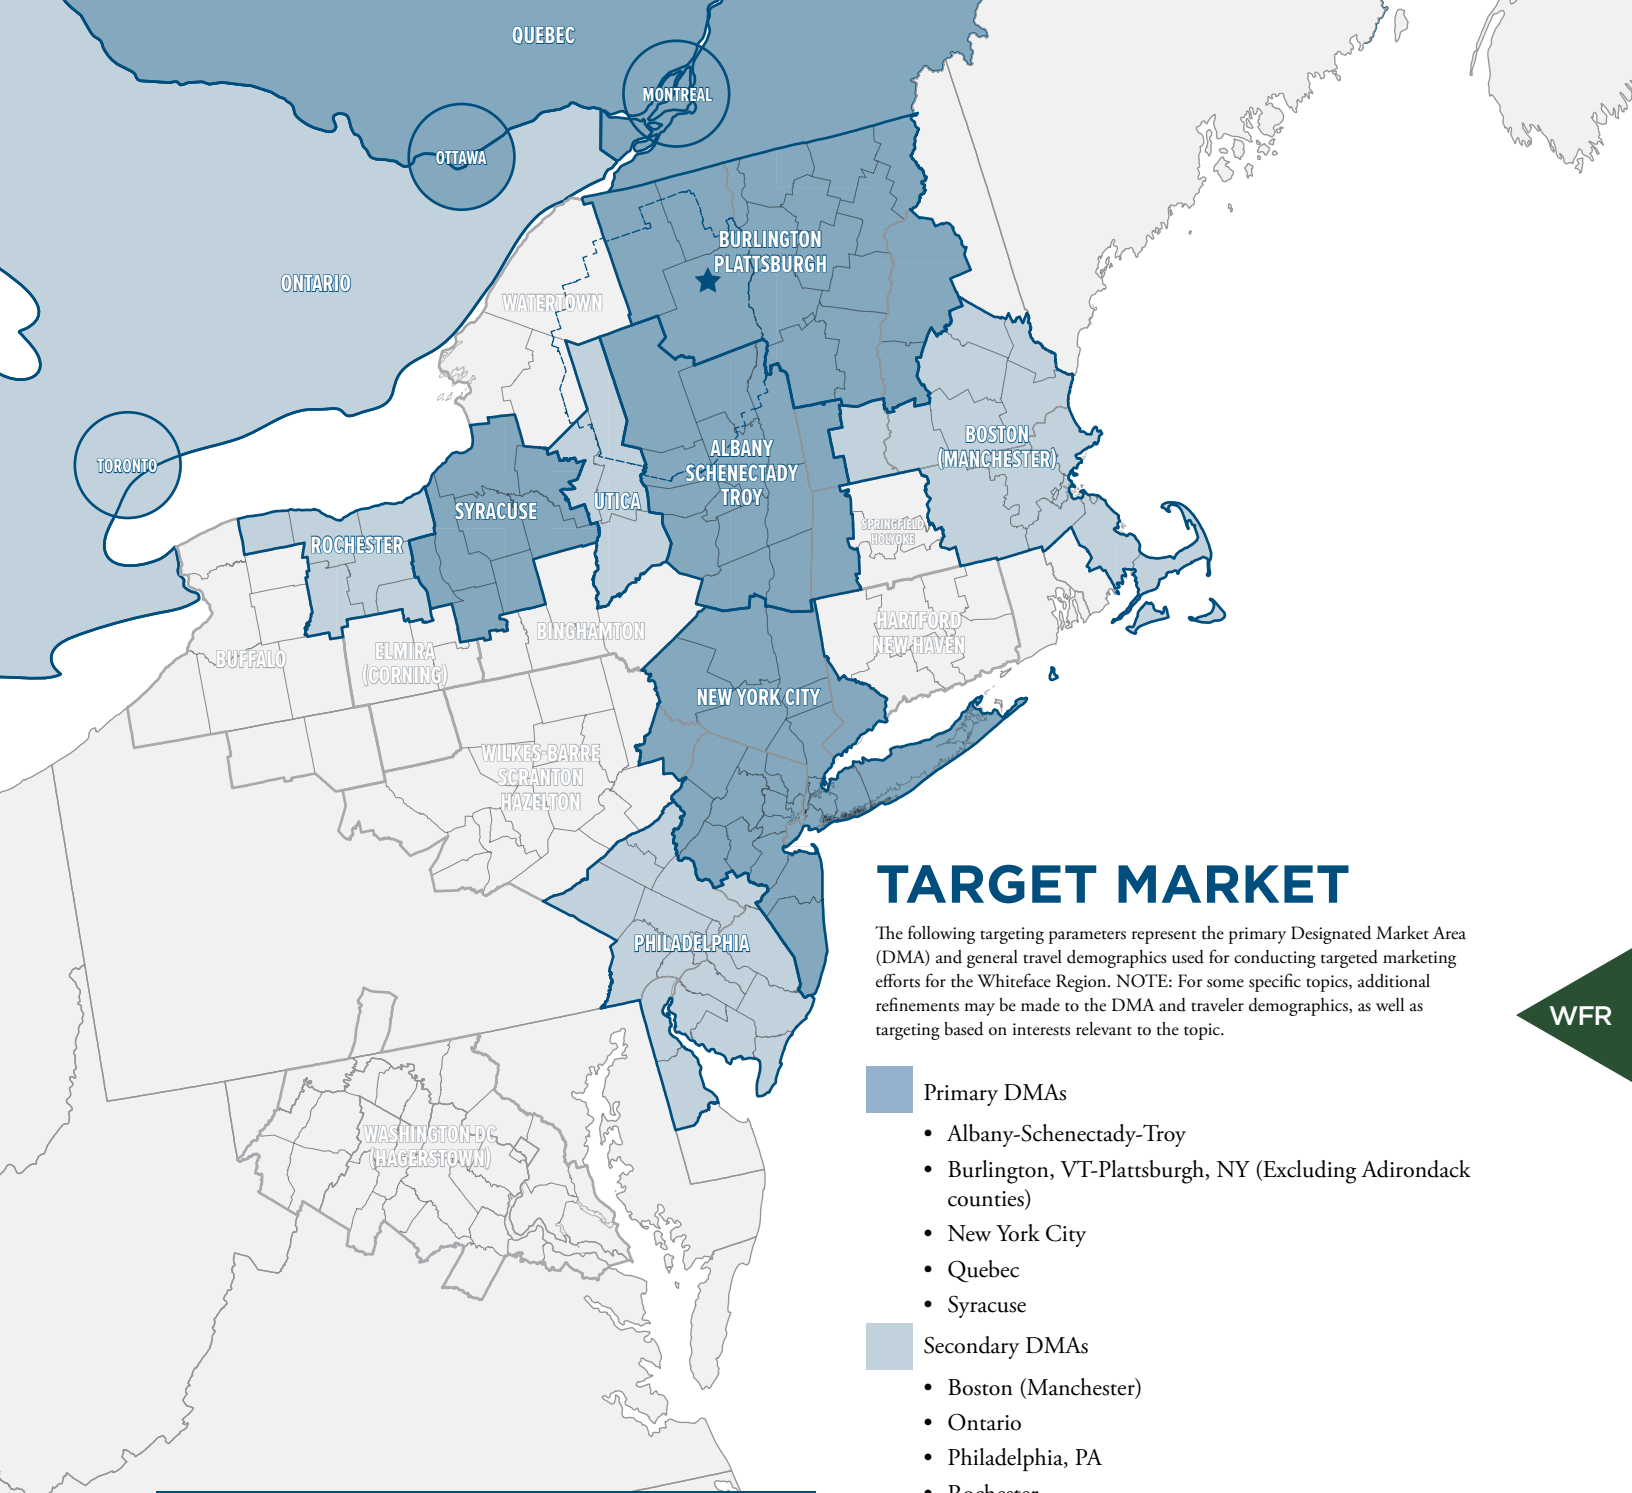 QUEBEC
MONTREAL
OTTAWA
BURLINGTON
PLATTSBURGH
ONTARIO
WATERTOWN
BOSTON
(MANCHESTER)
ALBANY
SCHENECTADY
TROY
TORONTO
UTICA
SYRACUSE
SPRINGFIELD
HOLYOKE
ROCHESTER
HARTFORD
NEW HAVEN
BINGHAMTON
ELMIRA
(CORNING)
BUFFALO
NEW YORK CITY
WILKES-BARRE
SCRANTON
HAZELTON
PHILADELPHIA
WASHINGTON DC
(HAGERSTOWN)
TARGET MARKET
The following targeting parameters represent the primary Designated Market Area
(DMA) and general travel demographics used for conducting targeted marketing
efforts for the Whiteface Region. NOTE: For some specific topics, additional
refinements may be made to the DMA and traveler demographics, as well as
targeting based on interests relevant to the topic.
WFR
Primary DMAs
• Albany-Schenectady-Troy
• Burlington, VT-Plattsburgh, NY (Excluding Adirondack
counties)
• New York City
• Quebec
• Syracuse
Secondary DMAs
• Boston (Manchester)
• Ontario
• Philadelphia, PA
• Rochester